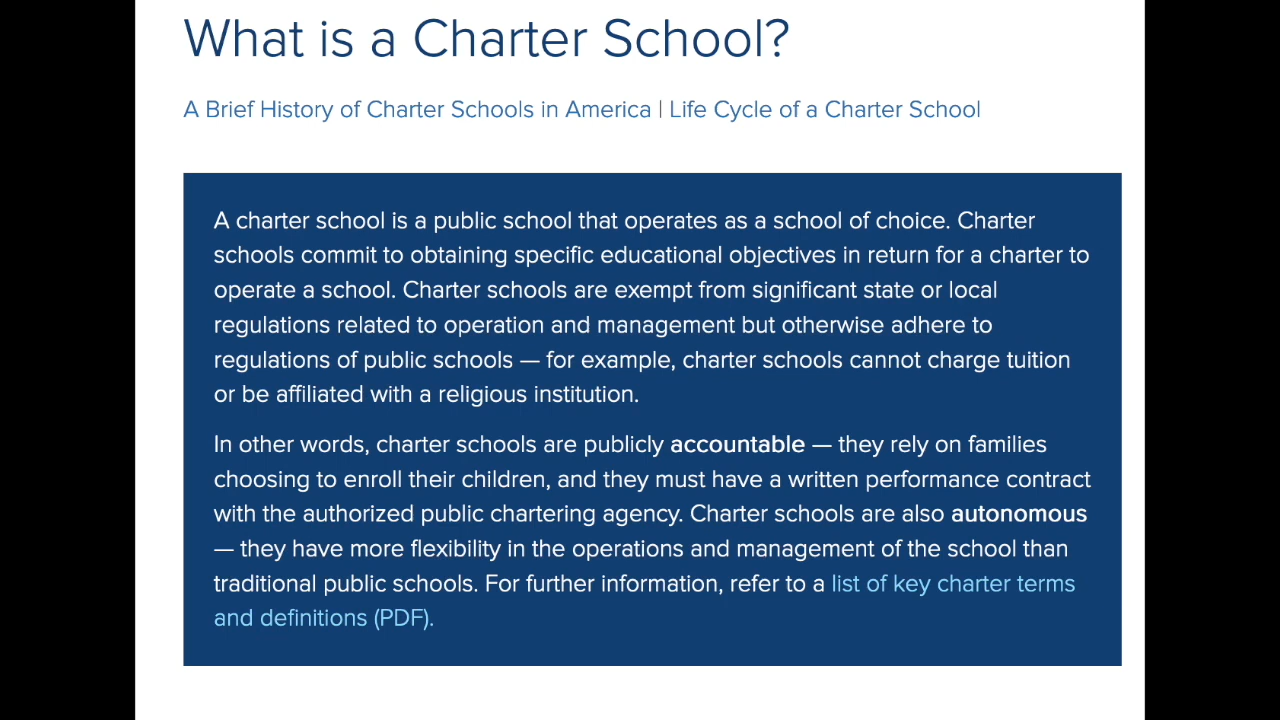 What is a Charter School?
A Brief History of Charter Schools in America | Life Cycle of a Charter School
A charter school is a public school that operates as a school of choice. Charter
schools commit to obtaining specific educational objectives in return for a charter to
operate a school. Charter schools are exempt from significant state or local
regulations related to operation and management but otherwise adhere to
regulations of public schools — for example, charter schools cannot charge tuition
or be affiliated with a religious institution.
In other words, charter schools are publicly accountable — they rely on families
choosing to enroll their children, and they must have a written performance contract
with the authorized public chartering agency. Charter schools are also autonomous
— they have more flexibility in the operations and management of the school than
traditional public schools. For further information, refer to a list of key charter terms
and definitions (PDF).